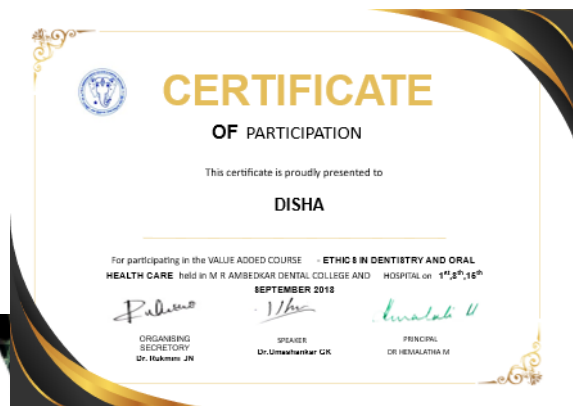 CERTIFICATE
OF PARTICIPATION
This certificate is proudly presented to
DISHA
For participating in the VALUE ADDED COURSE - ETHICS IN DENTISTRY AND ORAL
HEALTH CARE held in M R AMBEDKAR DENTAL COLLEGE AND HOSPITAL on 1st,8th,15th
SEPTEMBER 2018
ORGANISING
SECRETARY
Dr. Rukmini JN
SPEAKER
Dr.Umashankar GK
PRINCIPAL
DR HEMALATHA M